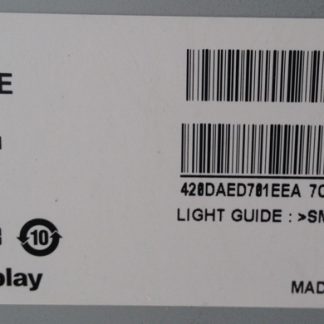 E
420DAED701EEA 7C
LIGHT GUIDE : >SM
10
play
MAD